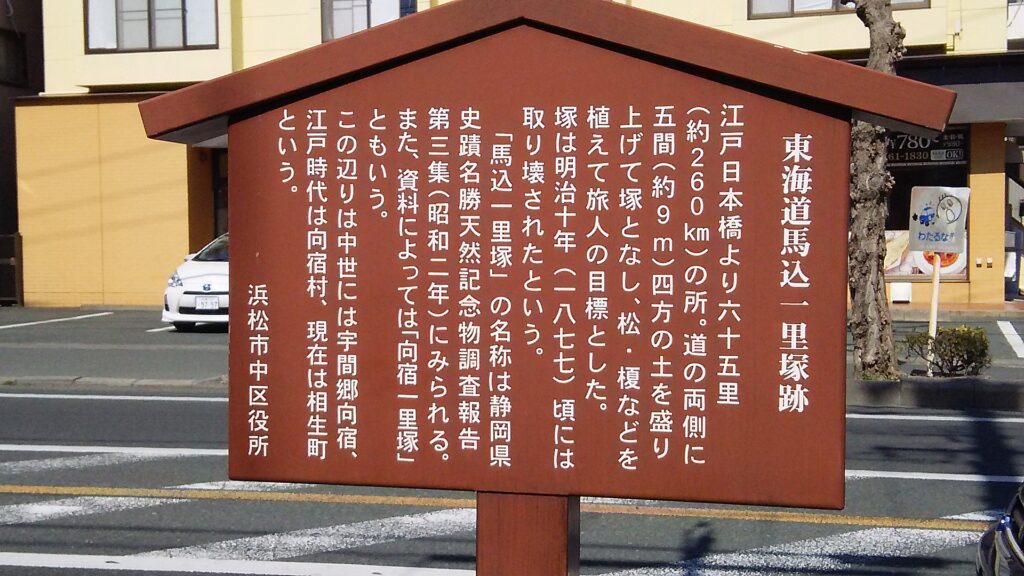 東海道馬込一里塚跡
江戸日本橋より六十五里
（約260km）の所。道の両側に
五間（約9m）四方の土を盛り
上げて塚となし、松・榎などを
植えて旅人の目標とした。
塚は明治十年（一八七七）頃には
取り壊されたという。
「馬込一里塚」の名称は静岡県
史蹟名勝天然記念物調査報告
第三集（昭和二年）にみられる。
また、資料によっては「向宿一里塚」
ともいう。
この辺りは中世には宇間郷向宿、
江戸時代は向宿村、現在は相生町
という。
浜松市中区役所
¥780
61-1830
OK!
わたるな!!